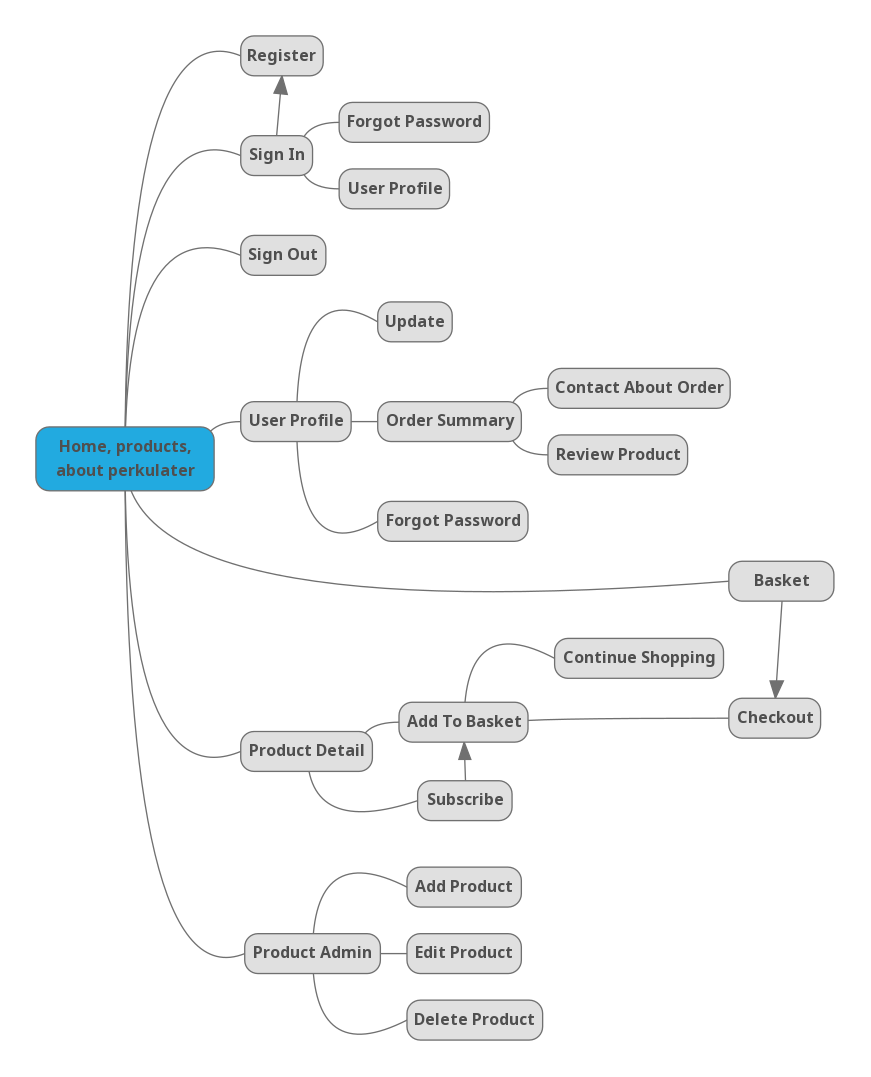 Register
Forgot Password
Sign In
User Profile
Sign Out
Update
Contact About Order
User Profile
Order Summary
Home, products,
about perkulater
Review Product
Forgot Password
Basket
Continue Shopping
Checkout
Add To Basket
Product Detail
Subscribe
Add Product
Product Admin
Edit Product
Delete Product